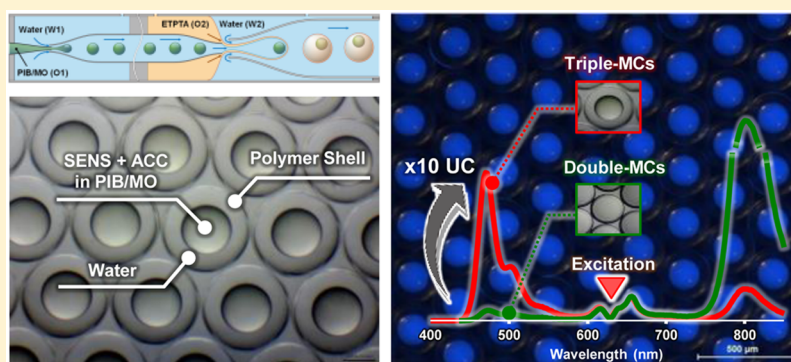 ETPTA (O2)
Water (W1)
Water (W2)
PIB/MO (O1)
SENS + ACC
in PIB/MO
Polymer Shell
Water
Triple-MCs
x10 UC
Double-MCs
Excitation
400
500
600
700
800
Wavelength (nm)
500 µm